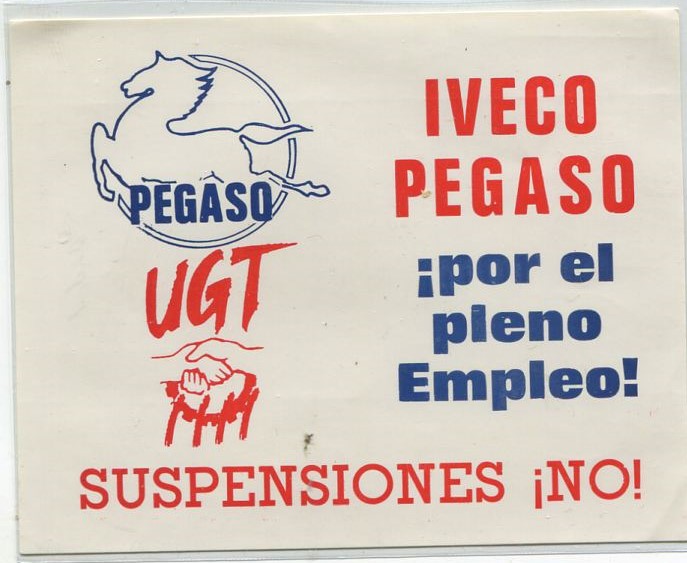 PEGASO
UGT
IVECO
PEGASO
¡por el
pleno
Empleo!
SUSPENSIONES ¡NO!